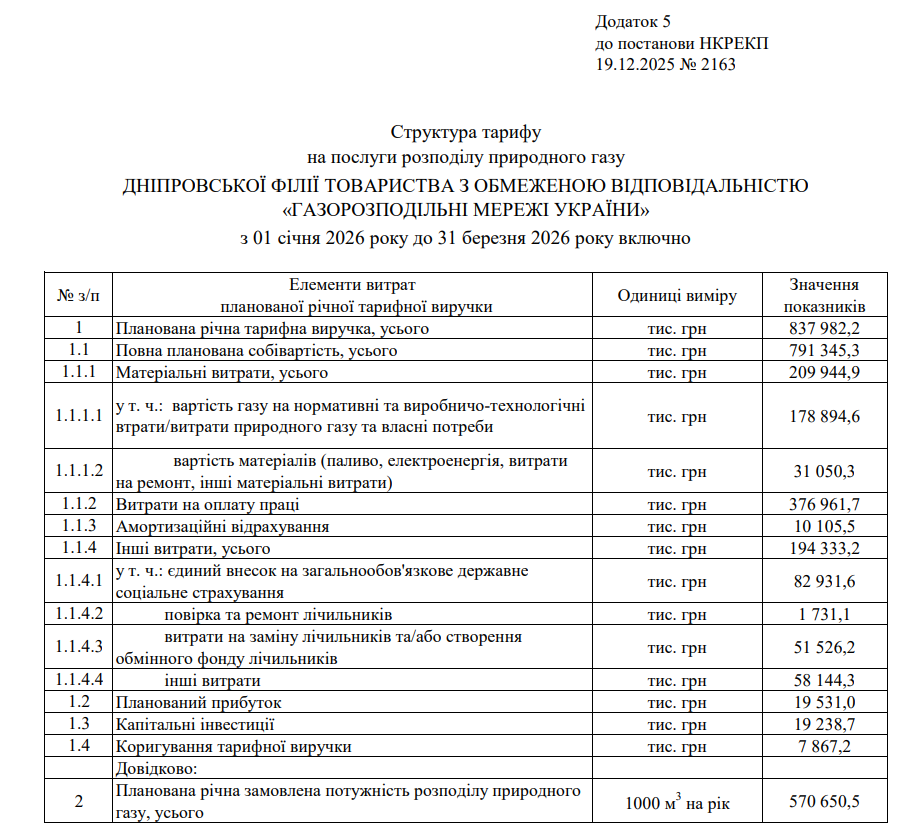 Додаток 5
до постанови НКРЕКП
19.12.2025 № 2163
Структура тарифу
на послуги розподілу природного газу
ДНІПРОВСЬКОЇ ФІЛІЇ ТОВАРИСТВА З ОБМЕЖЕНОЮ ВІДПОВІДАЛЬНІСТЮ
«ГАЗОРОЗПОДІЛЬНІ МЕРЕЖІ УКРАЇНИ»
з 01 січня 2026 року до 31 березня 2026 року включно
№ з/п
Елементи витрат
планованої річної тарифної виручки
Одиниці виміру
Значення
показників
1 Планована річна тарифна виручка, усього тис. грн 837 982,2
1.1 Повна планована собівартість, усього тис. грн 791 345,3
1.1.1 Матеріальні витрати, усього тис. грн 209 944,9
1.1.1.1 у т. ч.: вартість газу на нормативні та виробничо-технологічні
втрати/витрати природного газу та власні потреби
тис. грн 178 894,6
1.1.1.2 вартість матеріалів (паливо, електроенергія, витрати
на ремонт, інші матеріальні витрати)
тис. грн 31 050,3
1.1.2 Витрати на оплату праці тис. грн 376 961,7
1.1.3 Амортизаційні відрахування тис. грн 10 105,5
1.1.4 Інші витрати, усього тис. грн 194 333,2
1.1.4.1 у т. ч.: єдиний внесок на загальнообов'язкове державне
соціальне страхування
тис. грн 82 931,6
1.1.4.2 повірка та ремонт лічильників тис. грн 1 731,1
1.1.4.3 витрати на заміну лічильників та/або створення
обмінного фонду лічильників
тис. грн 51 526,2
1.1.4.4 інші витрати тис. грн 58 144,3
1.2 Планований прибуток тис. грн 19 531,0
1.3 Капітальні інвестиції тис. грн 19 238,7
1.4 Коригування тарифної виручки тис. грн 7 867,2
Довідково:
2 Планована річна замовлена потужність розподілу природного
газу, усього
1000 м³ на рік 570 650,5